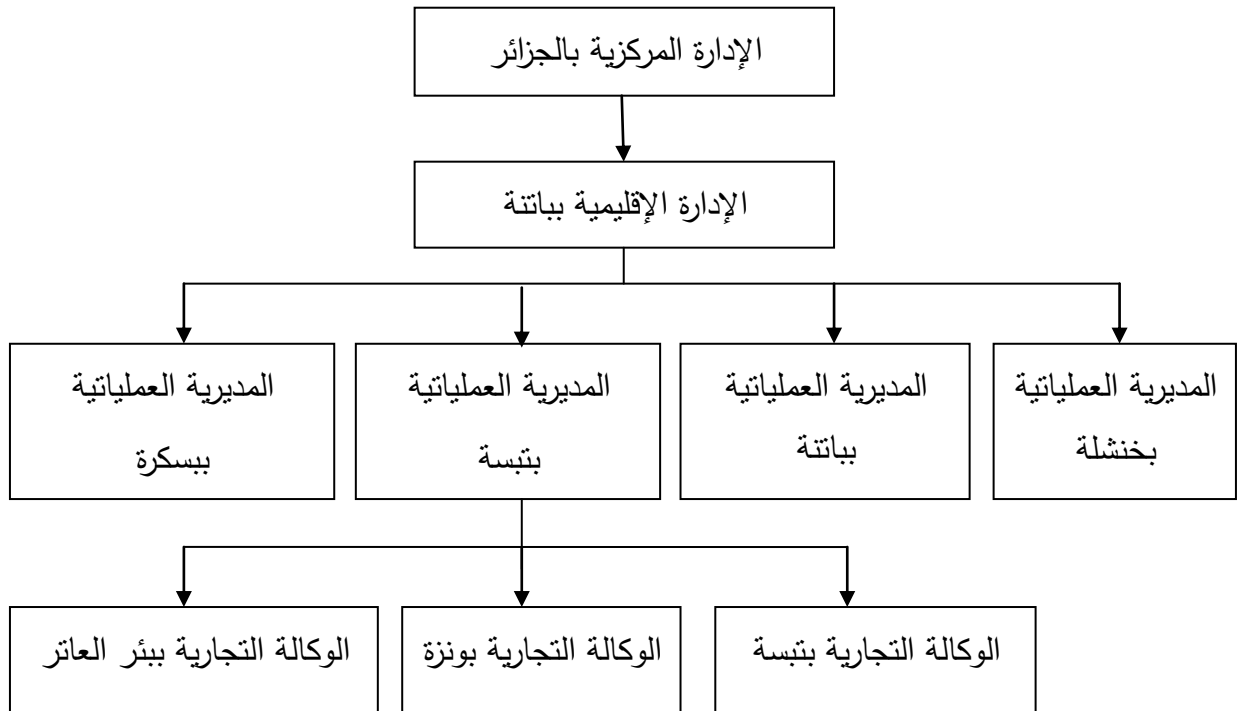 الإدارة المركزية بالجزائر
الإدارة الإقليمية بباتنة
المديرية العملياتية
بخنشلة
المديرية العملياتية
بباتنة
المديرية العملياتية
بتبسة
المديرية العملياتية
ببسكرة
الوكالة التجارية بتبسة
الوكالة التجارية بونزة
الوكالة التجارية ببئر العاتر